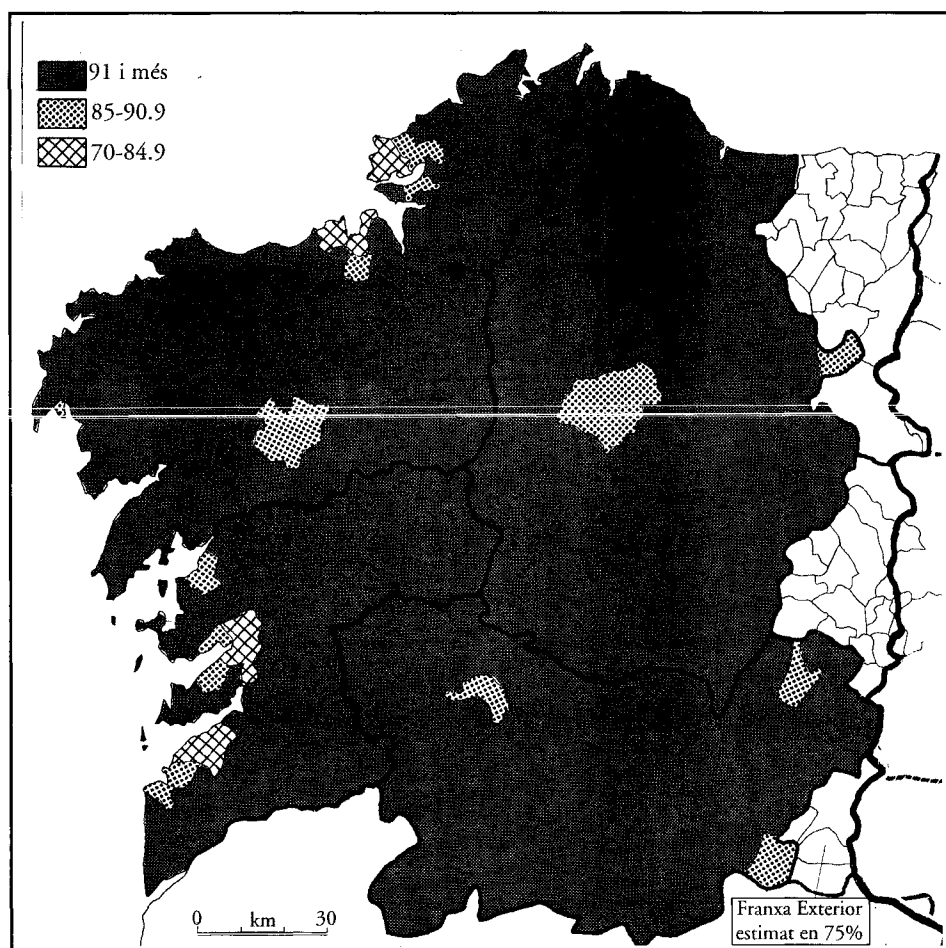 91 i més
85-90.9
70-84.9
0 km 30
Franxa Exterior
estimat en 75%